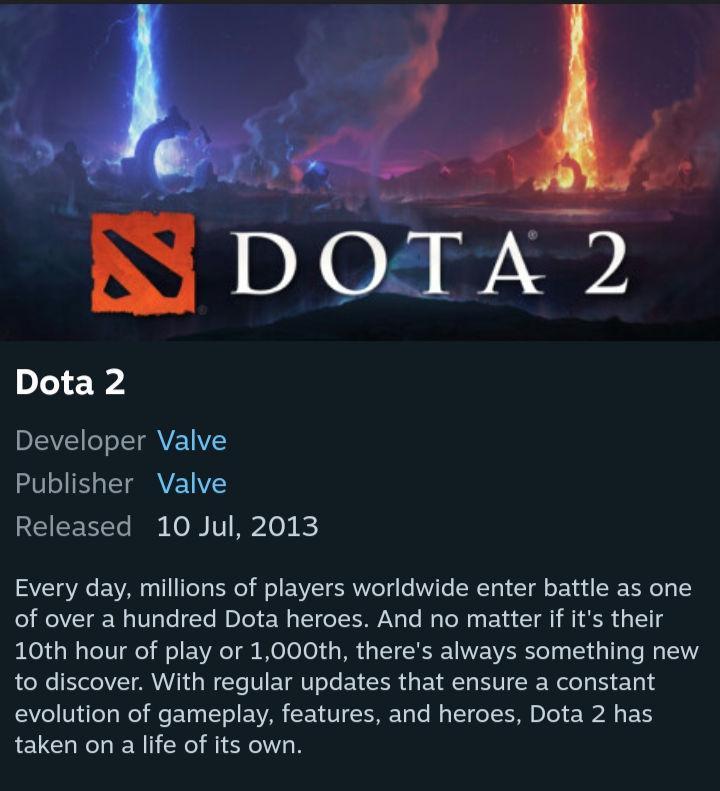 DOTA 2
Dota 2
Developer Valve
Publisher Valve
Released 10 Jul, 2013
Every day, millions of players worldwide enter battle as one
of over a hundred Dota heroes. And no matter if it's their
10th hour of play or 1,000th, there's always something new
to discover. With regular updates that ensure a constant
evolution of gameplay, features, and heroes, Dota 2 has
taken on a life of its own.